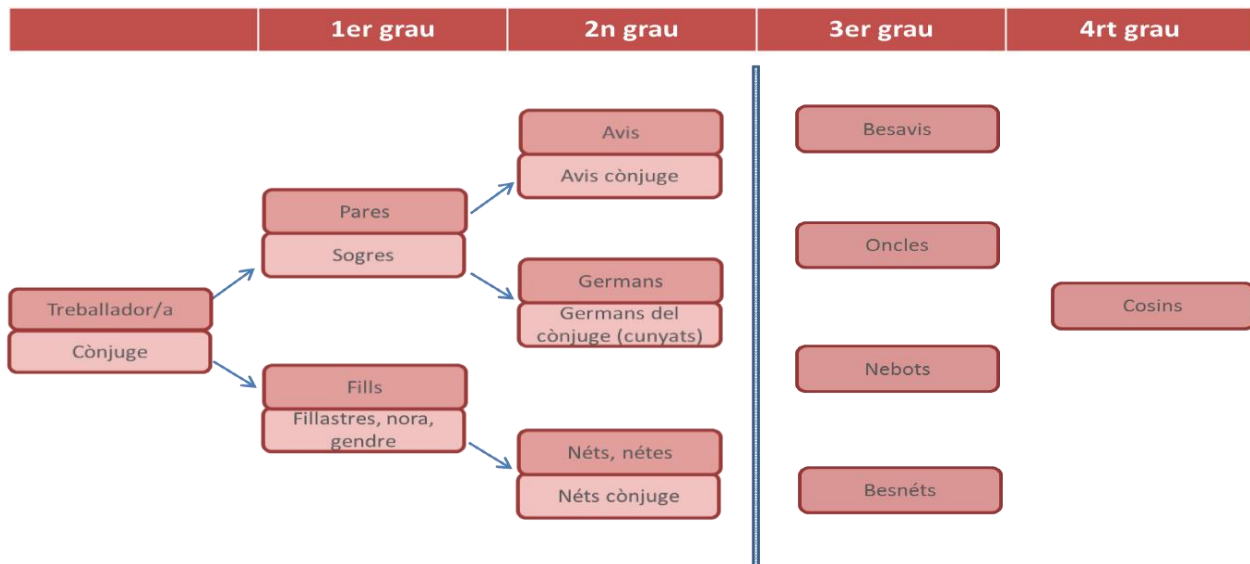 1er grau
2n grau
3er grau
4rt grau
Treballador/a
Cònjuge
Pares
Sogres
Fills
Fillastres, nora,
gendre
Avis
Avis cònjuge
Germans
Germans del
cònjuge (cunyats)
Néts, nétes
Néts cònjuge
Besavis
Oncles
Nebots
Besnéts
Cosins